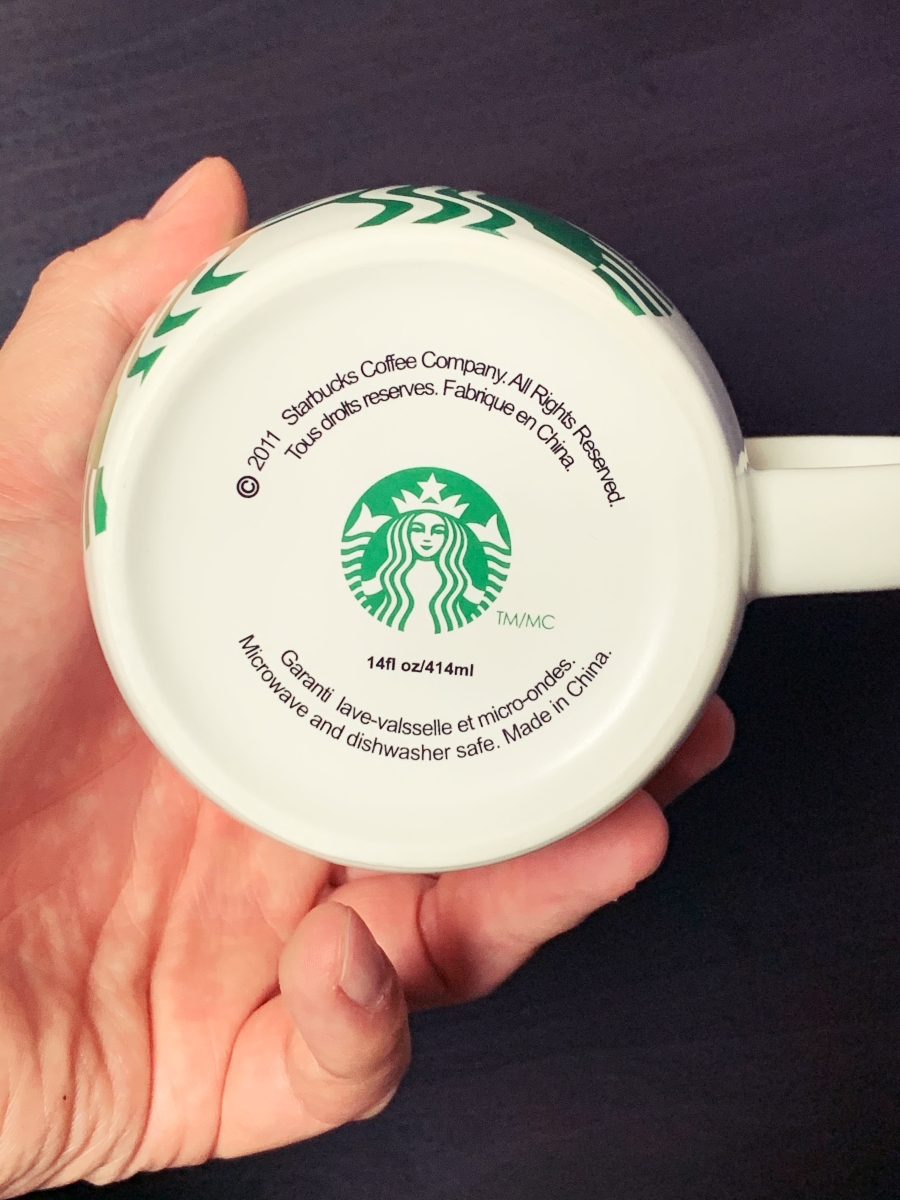 © 2011 Starbucks Coffee Company. All Rights Reserved.
Tous droits reserves. Fabrique en China.
TM/MC
14fl oz/414ml
Garanti lave-valsselle et micro-ondes.
Microwave and dishwasher safe. Made in China.